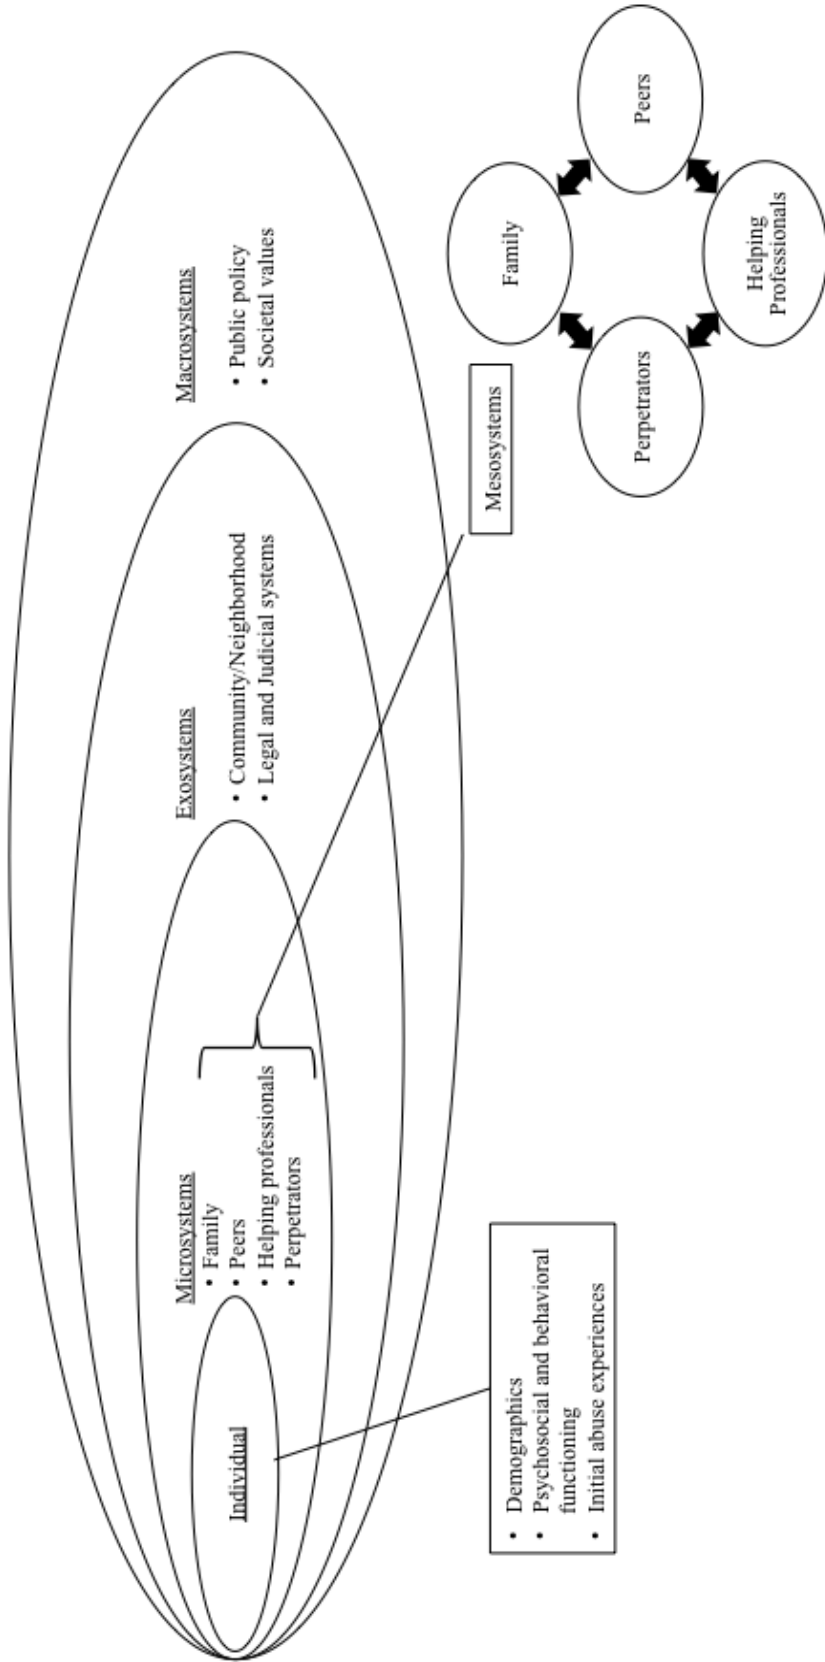 Individual
Microsystems
• Family
• Peers
• Helping professionals
• Perpetrators
Exosystems
• Community/Neighborhood
• Legal and Judicial systems
Macrosystems
• Public policy
• Societal values
• Demographics
• Psychosocial and behavioral
functioning
• Initial abuse experiences
Mesosystems
Family
Perpetrators
Peers
Helping
Professionals